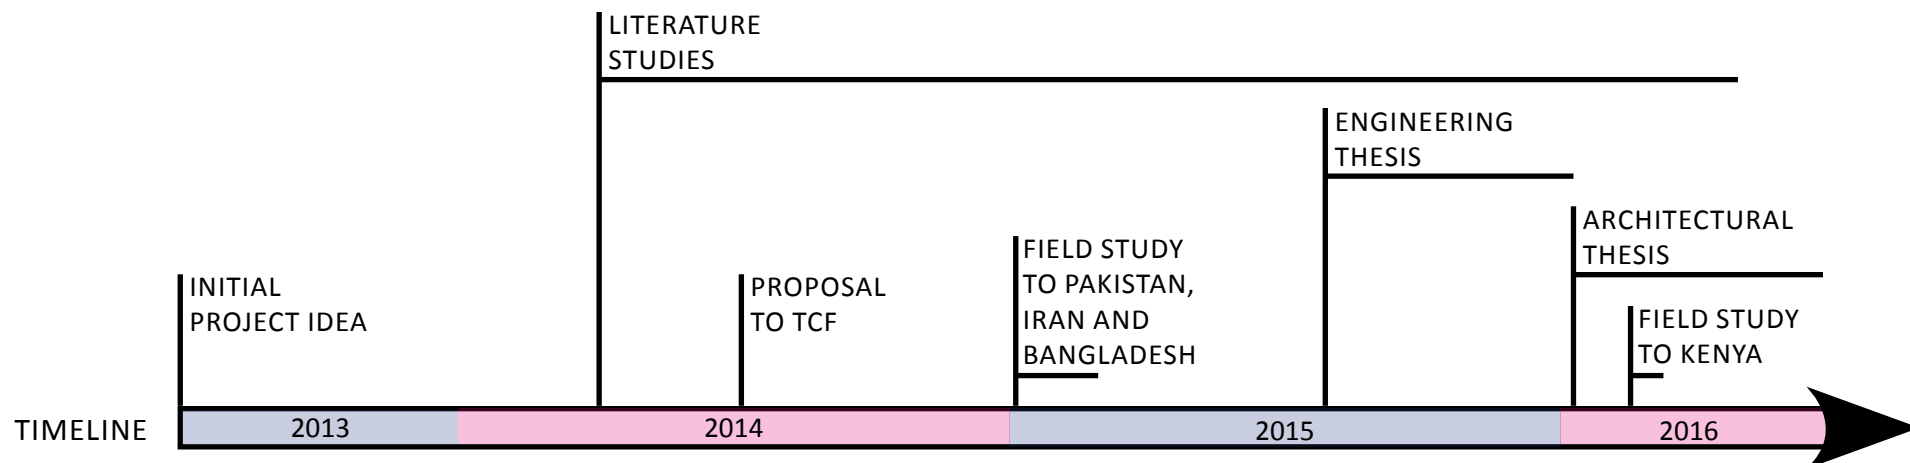 LITERATURE
STUDIES
ENGINEERING
THESIS
ARCHITECTURAL
THESIS
INITIAL
PROJECT IDEA
PROPOSAL
TO TCF
FIELD STUDY
TO PAKISTAN,
IRAN AND
BANGLADESH
FIELD STUDY
TO KENYA
TIMELINE 2013 2014 2015 2016